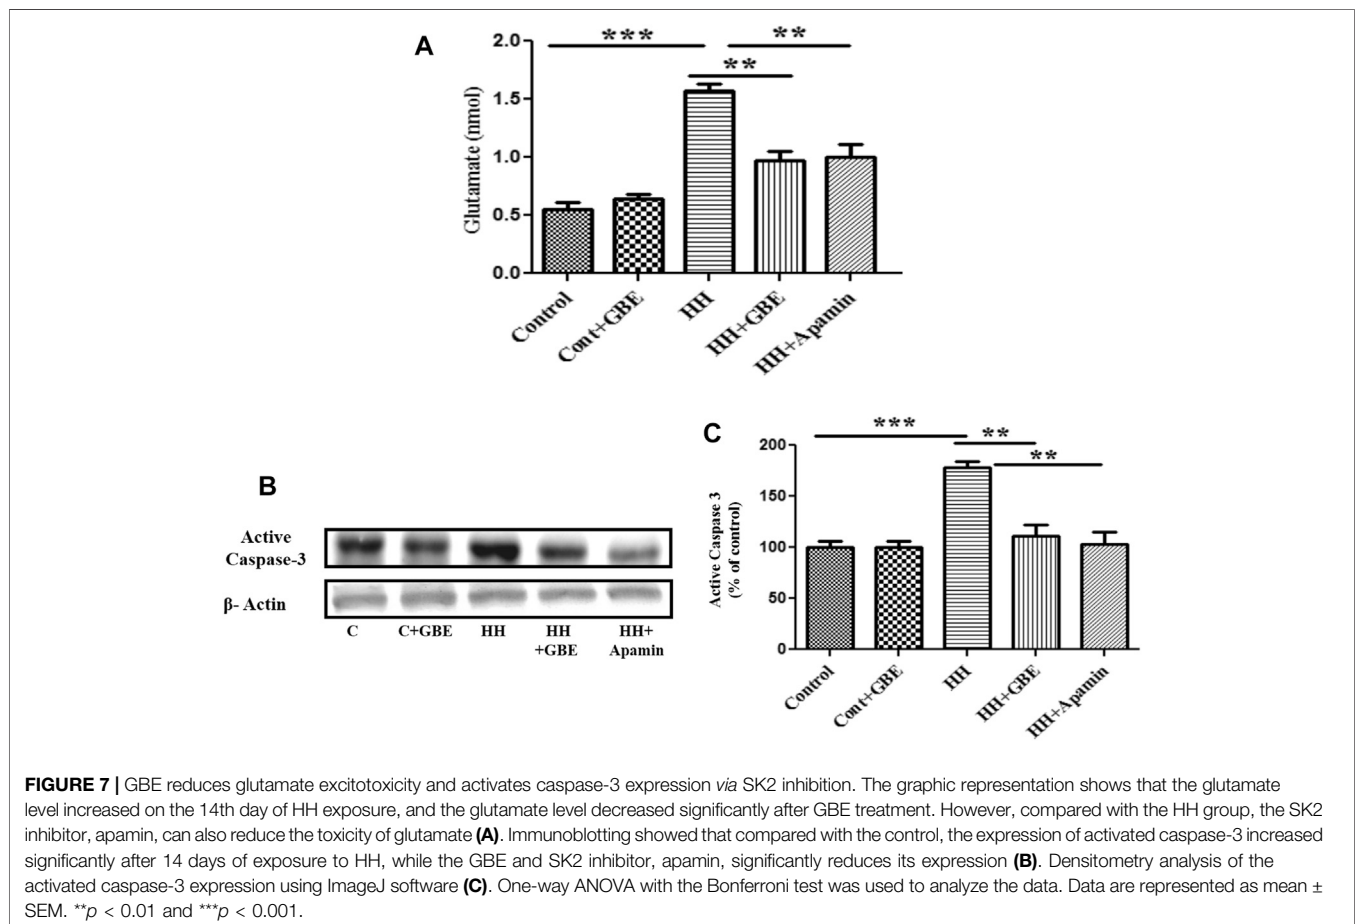 A
***
**
**
2.0
1.5
1.0
0.5
0.0
Glutamate (nmol)
Control
Cont+GBE
HH
HH+GBE
HH+Apamin
B
Active
Caspase-3
β- Actin
C
C+GBE
HH
HH
+GBE
HH+
Apamin
C
***
**
**
200
150
100
50
0
Active Caspase 3
(% of control)
Control
Cont+GBE
HH
HH+GBE
HH+Apamin
FIGURE 7 | GBE reduces glutamate excitotoxicity and activates caspase-3 expression via SK2 inhibition. The graphic representation shows that the glutamate
level increased on the 14th day of HH exposure, and the glutamate level decreased significantly after GBE treatment. However, compared with the HH group, the SK2
inhibitor, apamin, can also reduce the toxicity of glutamate (A). Immunoblotting showed that compared with the control, the expression of activated caspase-3 increased
significantly after 14 days of exposure to HH, while the GBE and SK2 inhibitor, apamin, significantly reduces its expression (B). Densitometry analysis of the
activated caspase-3 expression using ImageJ software (C). One-way ANOVA with the Bonferroni test was used to analyze the data. Data are represented as mean ±
SEM. **p < 0.01 and ***p < 0.001.